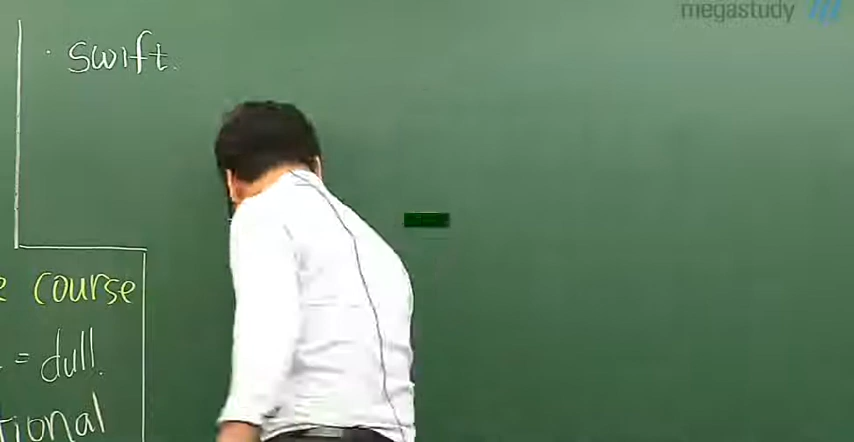 megastudy
· swift.
course
= dull.
tional